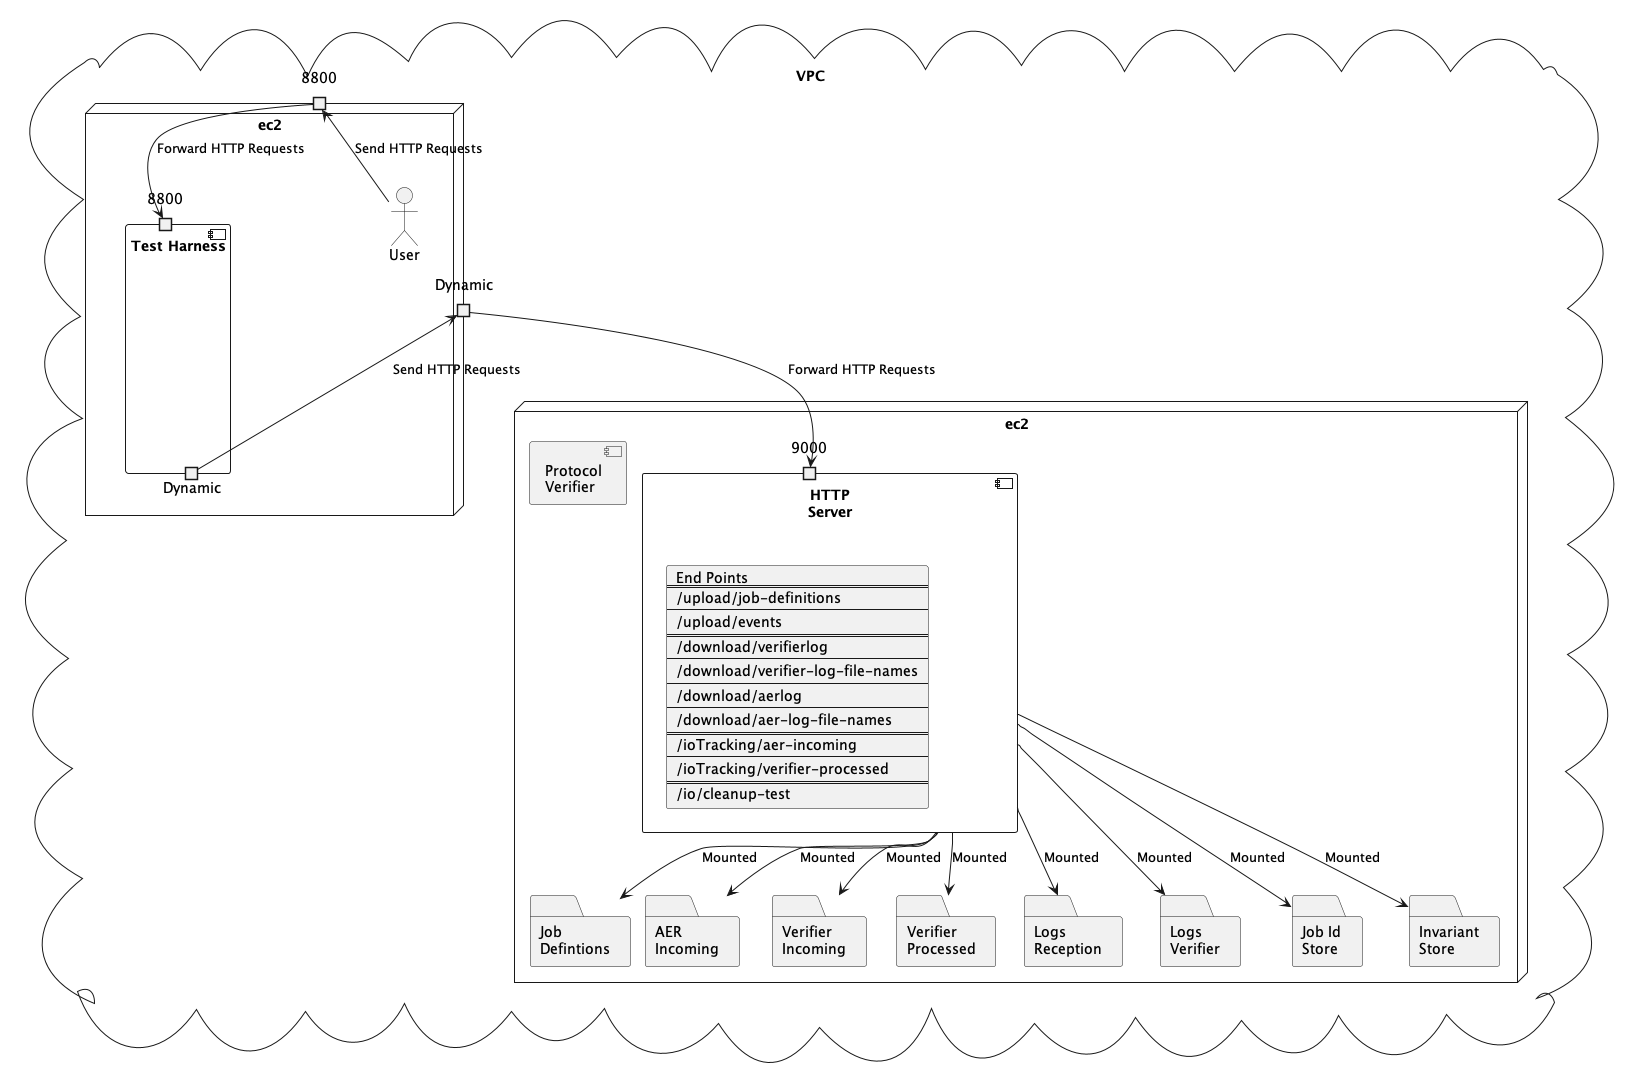 VPC
8800
ec2
Forward HTTP Requests
Send HTTP Requests
8800
Test Harness
User
Dynamic
Send HTTP Requests
Forward HTTP Requests
Dynamic
ec2
Protocol
Verifier
9000
HTTP
Server
End Points
/upload/job-definitions
/upload/events
/download/verifierlog
/download/verifier-log-file-names
/download/aerlog
/download/aer-log-file-names
/ioTracking/aer-incoming
/ioTracking/verifier-processed
/io/cleanup-test
Mounted
Mounted
Mounted
Mounted
Mounted
Mounted
Mounted
Mounted
Job
Defintions
AER
Incoming
Verifier
Incoming
Verifier
Processed
Logs
Reception
Logs
Verifier
Job Id
Store
Invariant
Store